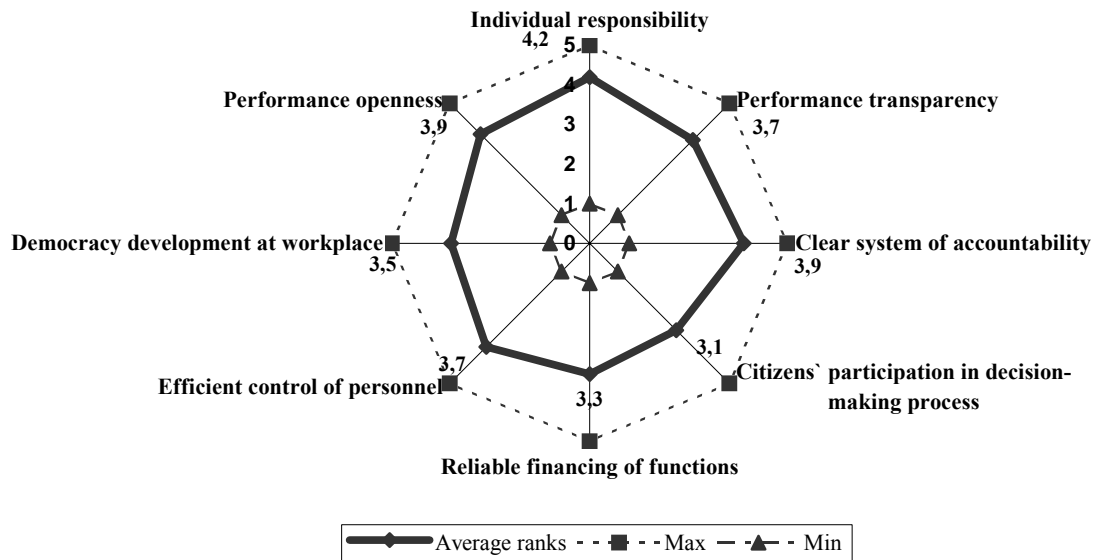 Individual responsibility
4,2
5
Performance openness
Performance transparency
4
3,9
3,7
3
2
1
Democracy development at workplace
0
Clear system of accountability
3,5
3,9
3,1
3,7
Citizens` participation in decision-
making process
Efficient control of personnel
3,3
Reliable financing of functions
Average ranks
Max
Min